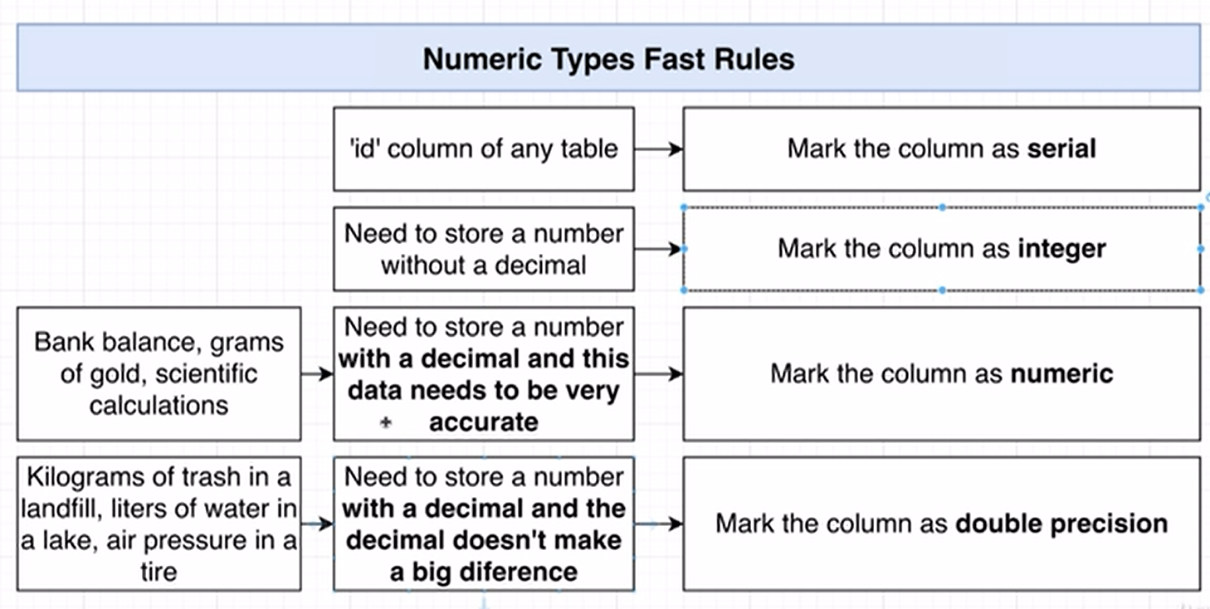 Numeric Types Fast Rules
'id' column of any table
Mark the column as serial
Need to store a number
without a decimal
Mark the column as integer
Bank balance, grams
of gold, scientific
calculations
Need to store a number
with a decimal and this
data needs to be very
accurate
Mark the column as numeric
Kilograms of trash in a
landfill, liters of water in
a lake, air pressure in a
tire
Need to store a number
with a decimal and the
decimal doesn't make
a big diference
Mark the column as double precision